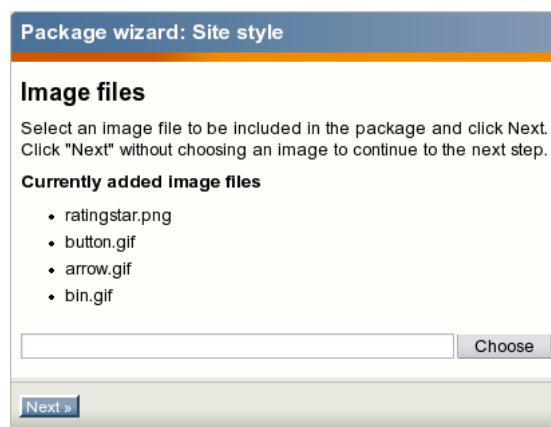 Package wizard: Site style
Image files
Select an image file to be included in the package and click Next.
Click "Next" without choosing an image to continue to the next step.
Currently added image files
• ratingstar.png
• button.gif
• arrow.gif
• bin.gif
Choose
Next »